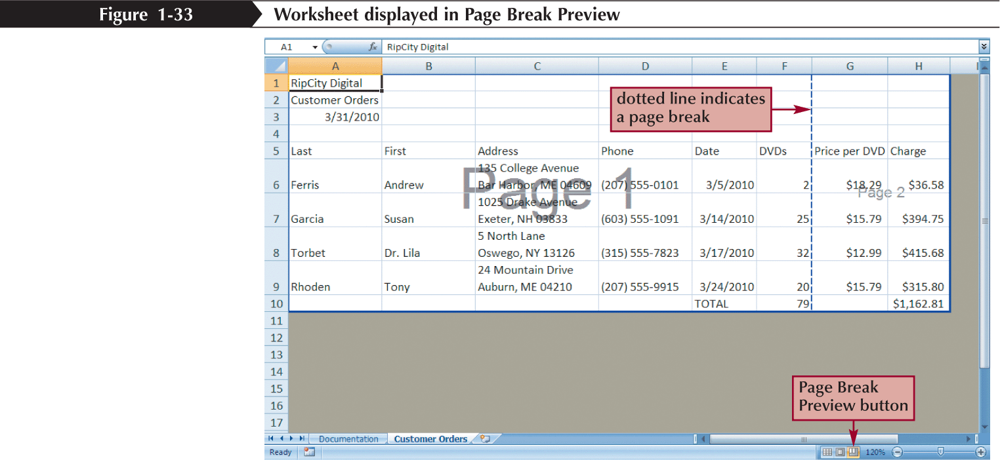 Figure 1-33 Worksheet displayed in Page Break Preview
A1 fx RipCity Digital
A B C D E F G H I
1 RipCity Digital
dotted line indicates
a page break
2 Customer Orders
3 3/31/2010
4
5 Last First Address Phone Date DVDs Price per DVD Charge
135 College Avenue
6 Ferris Andrew Bar Harbor, ME 04609 (207) 555-0101 3/5/2010 2 $18.29 $36.58
Page 1
Page 2
1025 Drake Avenue
7 Garcia Susan Exeter, NH 03833 (603) 555-1091 3/14/2010 25 $15.79 $394.75
5 North Lane
8 Torbet Dr. Lila Oswego, NY 13126 (315) 555-7823 3/17/2010 32 $12.99 $415.68
24 Mountain Drive
9 Rhoden Tony Auburn, ME 04210 (207) 555-9915 3/24/2010 20 $15.79 $315.80
10 TOTAL 79 $1,162.81
11
12
13
14
15
16
17
Page Break
Preview button
Documentation Customer Orders
Ready 120%